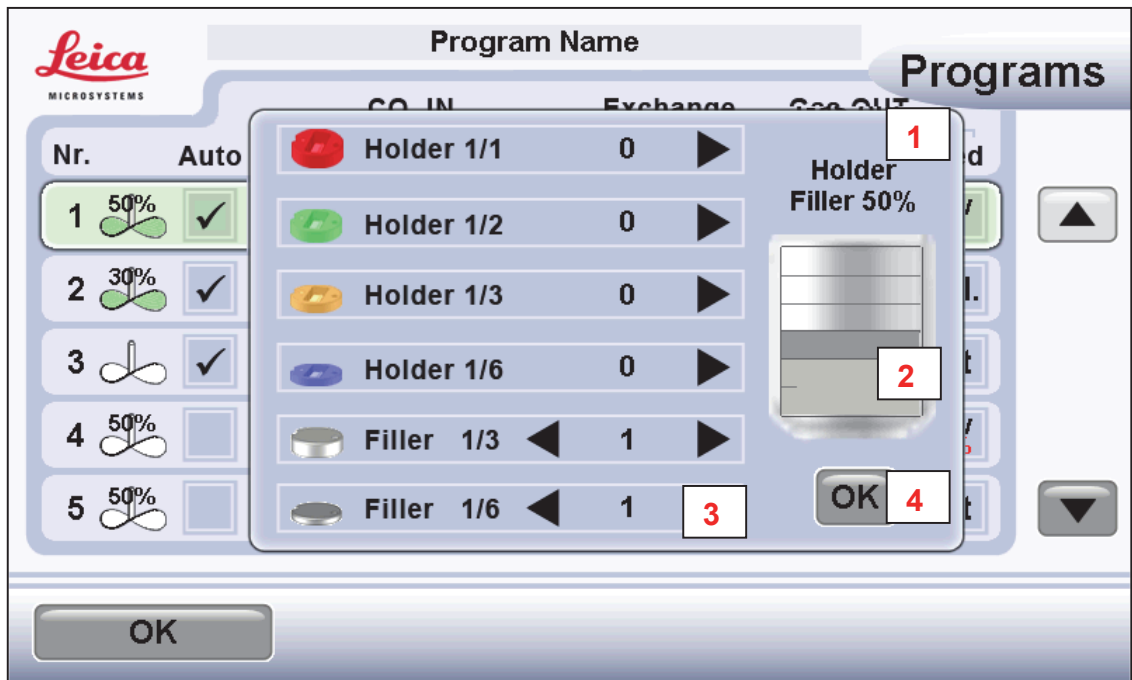 Leica
MICROSYSTEMS
Program Name
Programs
Exchange
Nr. Auto
1 50% ✓
2 30% ✓
3 ✓
4 50%
5 50%
Holder 1/1 0
Holder 1/2 0
Holder 1/3 0
Holder 1/6 0
Filler 1/3 1
Filler 1/6 1
3
1
Holder
Filler 50%
2
OK 4
OK